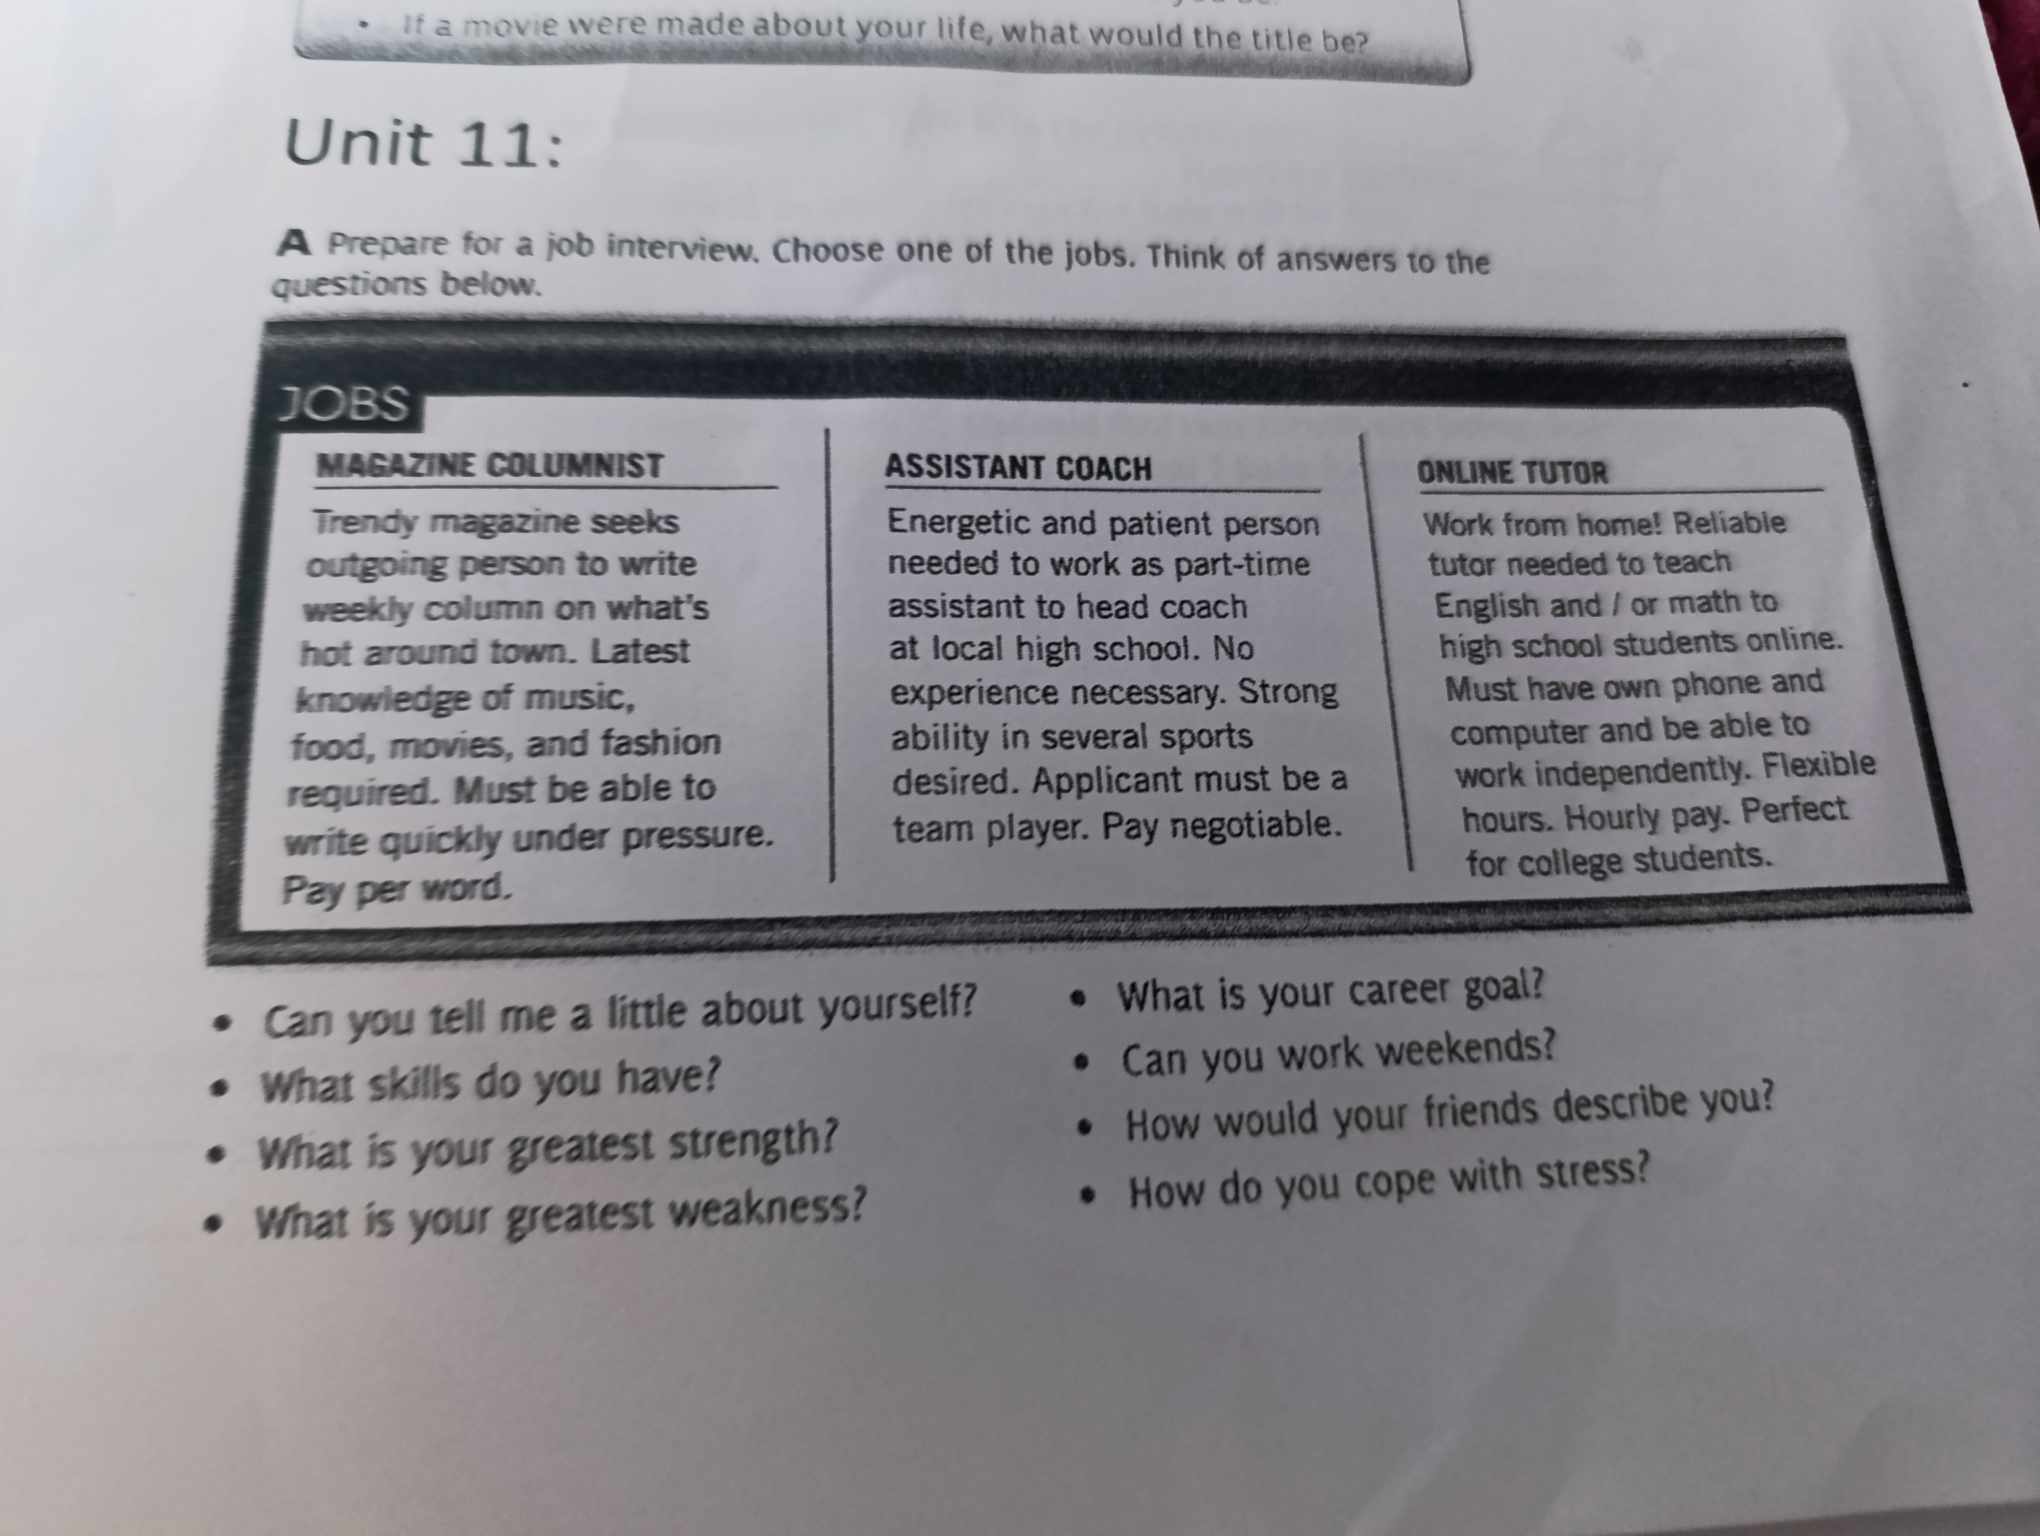 • If a movie were made about your life, what would the title be?
Unit 11:
A Prepare for a job interview. Choose one of the jobs. Think of answers to the
questions below.
JOBS
MAGAZINE COLUMNIST
Trendy magazine seeks
outgoing person to write
weekly column on what's
hot around town. Latest
knowledge of music,
food, movies, and fashion
required. Must be able to
write quickly under pressure.
Pay per word.
ASSISTANT COACH
Energetic and patient person
needed to work as part-time
assistant to head coach
at local high school. No
experience necessary. Strong
ability in several sports
desired. Applicant must be a
team player. Pay negotiable.
ONLINE TUTOR
Work from home! Reliable
tutor needed to teach
English and / or math to
high school students online.
Must have own phone and
computer and be able to
work independently. Flexible
hours. Hourly pay. Perfect
for college students.
• Can you tell me a little about yourself?
• What skills do you have?
• What is your greatest strength?
• What is your greatest weakness?
• What is your career goal?
• Can you work weekends?
• How would your friends describe you?
• How do you cope with stress?